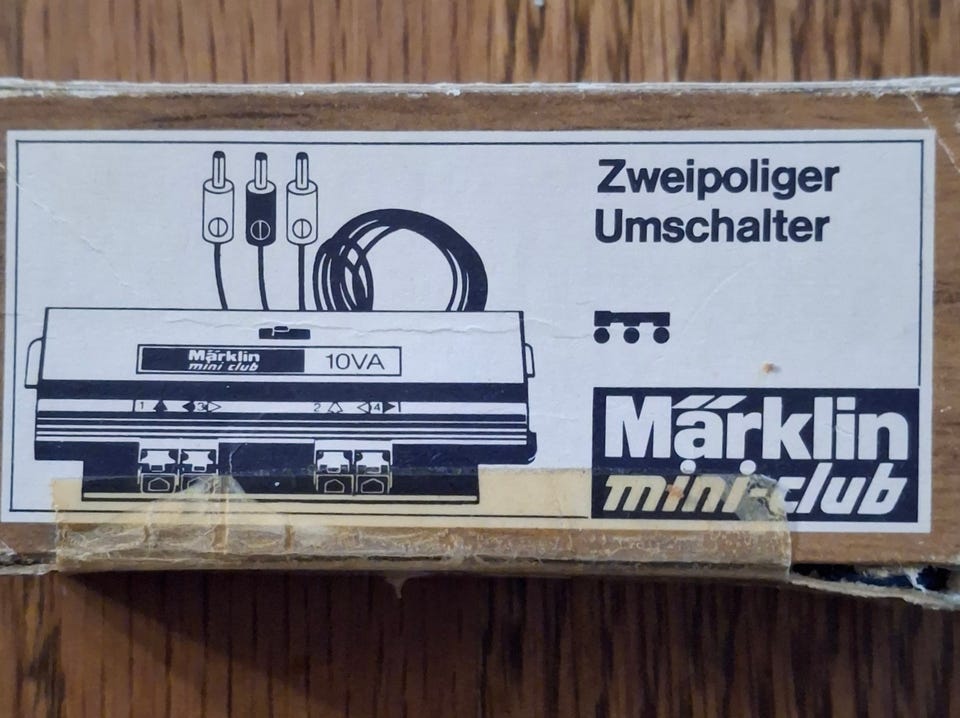 Zweipoliger
Umschalter
Märklin
mini club
10VA
1 3 2 4
Märklin
mini-club